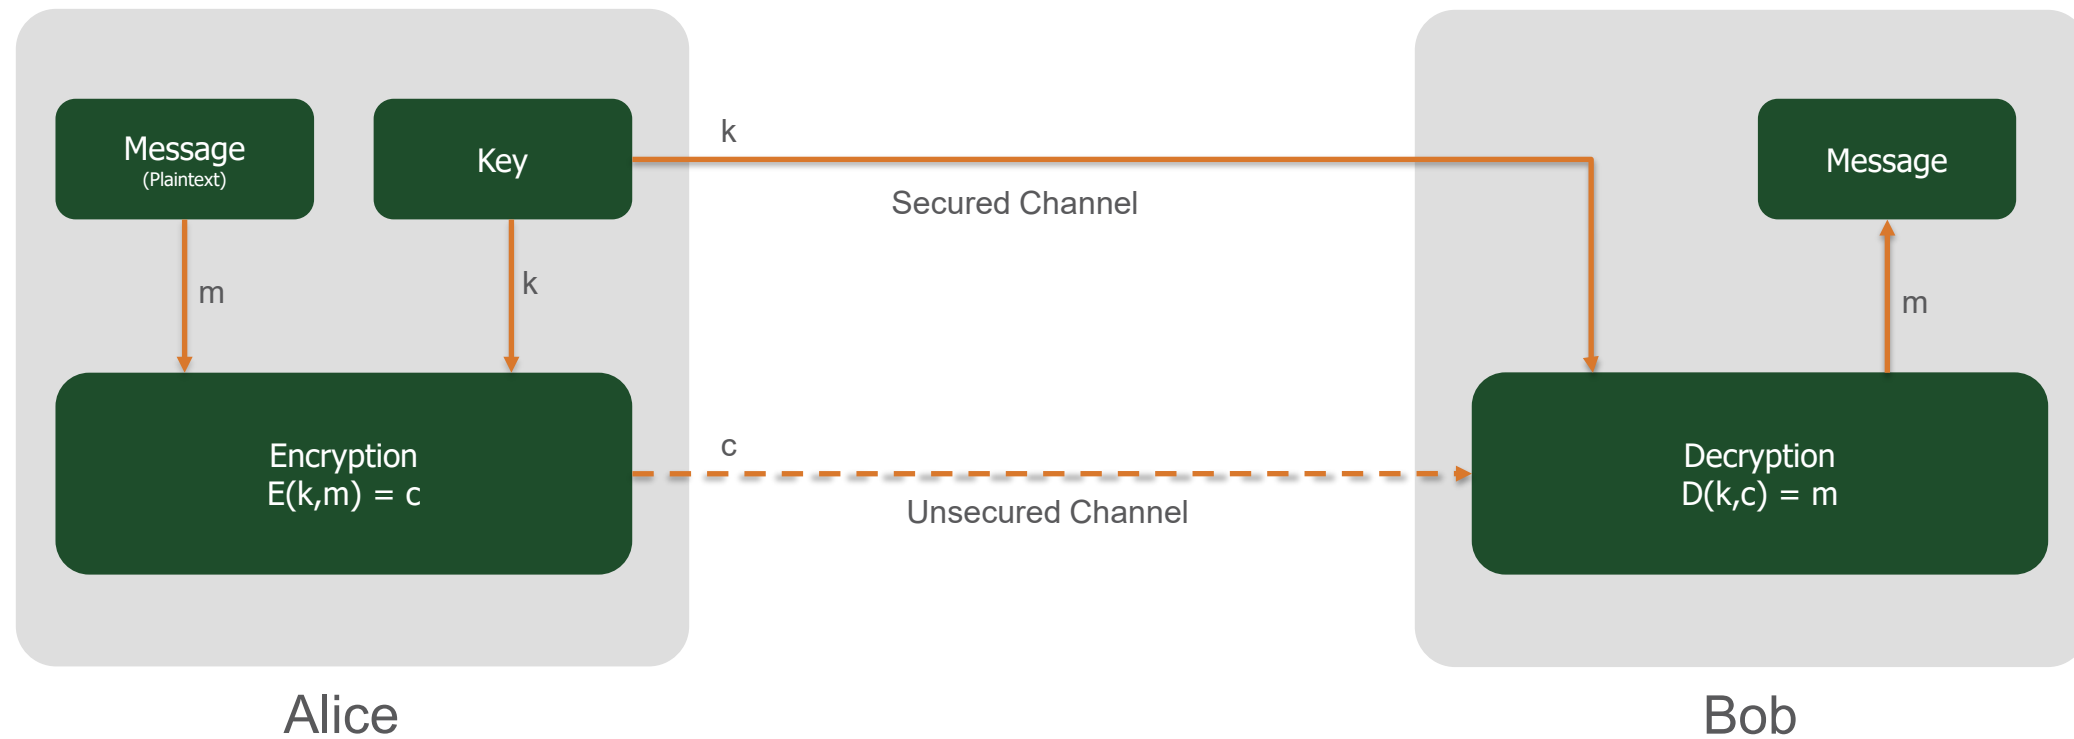 Message
(Plaintext)
Key
k
Secured Channel
Message
m
k
m
Encryption
E(k,m) = c
c
Unsecured Channel
Decryption
D(k,c) = m
Alice
Bob